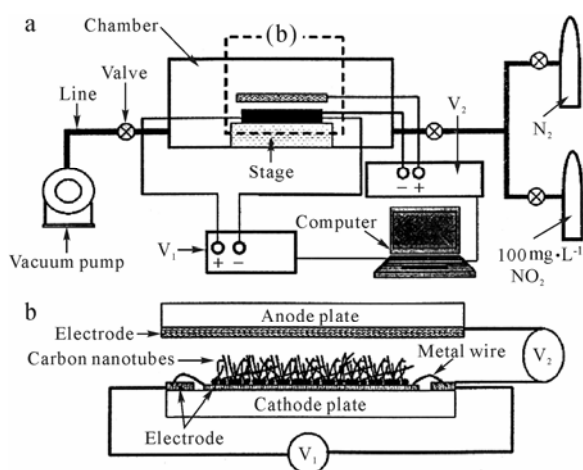 a
Chamber
(b)
Valve
Line
V₂
N₂
Stage
− +
Computer
V₁
+ −
Vacuum pump
100 mg·L⁻¹
NO₂
b
Anode plate
Electrode
Carbon nanotubes
Metal wire
V₂
Cathode plate
Electrode
V₁